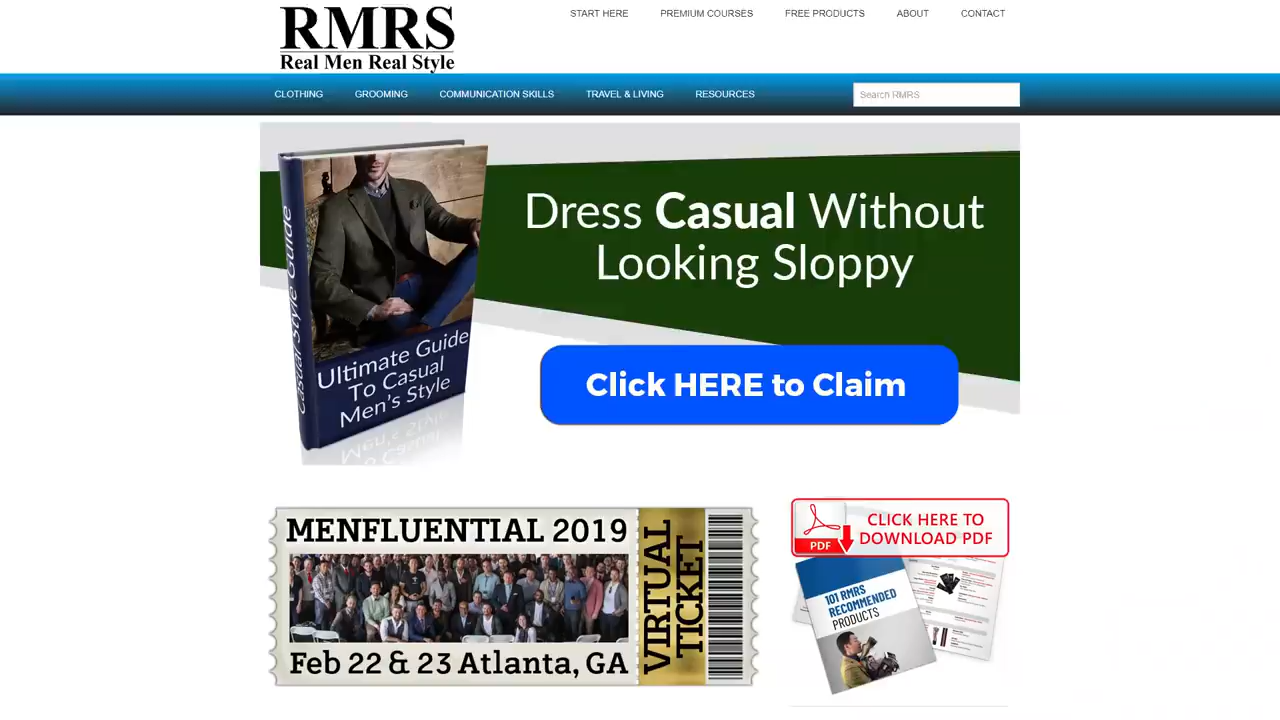 RMRS
Real Men Real Style
START HERE
PREMIUM COURSES
FREE PRODUCTS
ABOUT
CONTACT
CLOTHING
GROOMING
COMMUNICATION SKILLS
TRAVEL & LIVING
RESOURCES
Search RMRS
Casual Style Guide
Ultimate Guide
To Casual
Men's Style
Dress Casual Without
Looking Sloppy
Click HERE to Claim
MENFLUENTIAL 2019
Feb 22 & 23 Atlanta, GA
VIRTUAL
TICKET
PDF
CLICK HERE TO
DOWNLOAD PDF
101 RMRS
RECOMMENDED
PRODUCTS